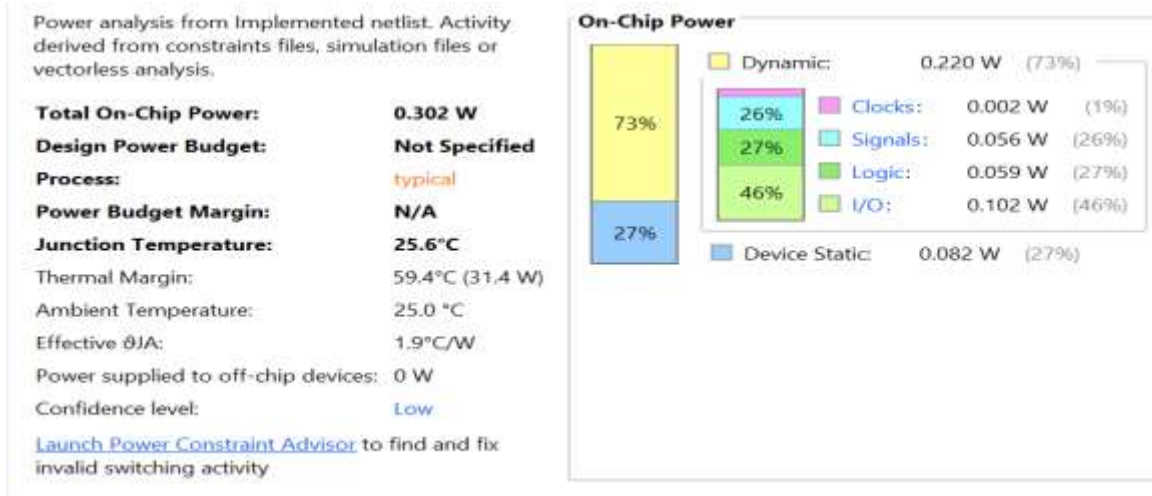 Power analysis from Implemented netlist. Activity
derived from constraints files, simulation files or
vectorless analysis.
Total On-Chip Power: 0.302 W
Design Power Budget: Not Specified
Process: typical
Power Budget Margin: N/A
Junction Temperature: 25.6°C
Thermal Margin: 59.4°C (31.4 W)
Ambient Temperature: 25.0 °C
Effective ϑJA: 1.9°C/W
Power supplied to off-chip devices: 0 W
Confidence level: Low
Launch Power Constraint Advisor to find and fix
invalid switching activity
On-Chip Power
73%
27%
Dynamic: 0.220 W (73%)
26%
27%
46%
Clocks: 0.002 W (1%)
Signals: 0.056 W (26%)
Logic: 0.059 W (27%)
I/O: 0.102 W (46%)
Device Static: 0.082 W (27%)